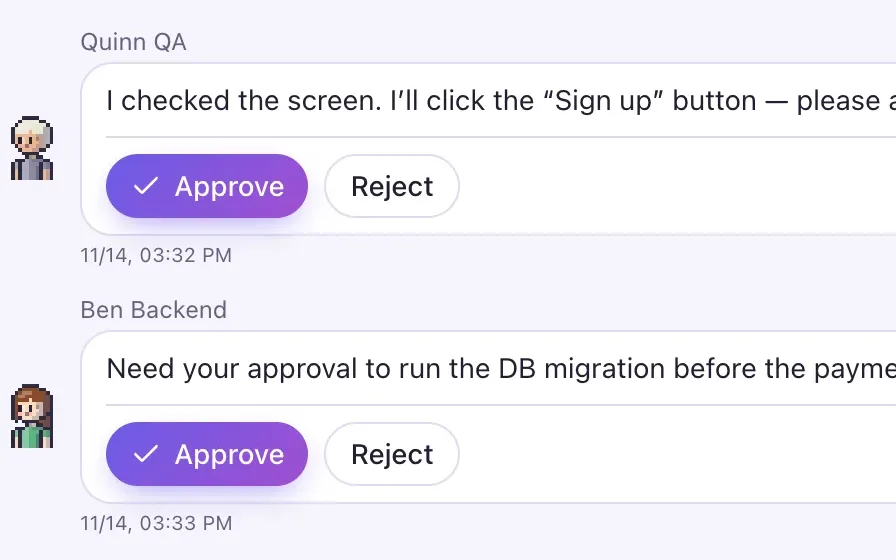 Quinn QA
I checked the screen. I’ll click the “Sign up” button — please
Approve
Reject
11/14, 03:32 PM
Ben Backend
Need your approval to run the DB migration before the
Approve
Reject
11/14, 03:33 PM